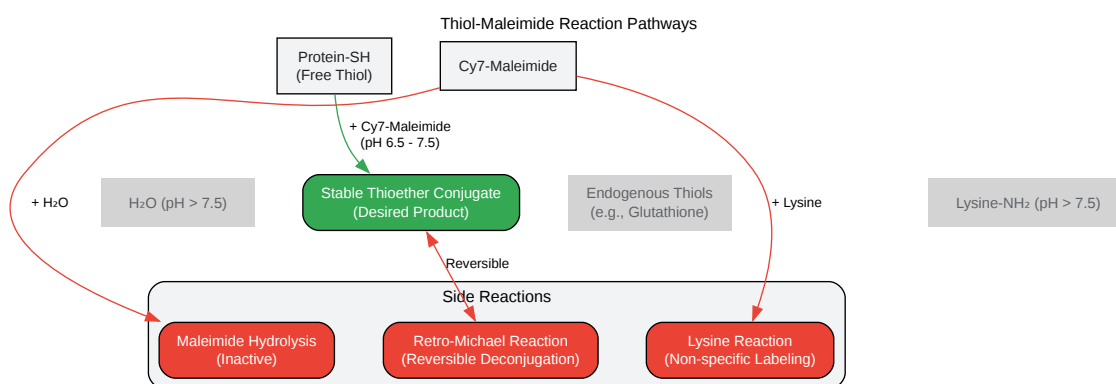 Thiol-Maleimide Reaction Pathways
Protein-SH
(Free Thiol)
Cy7-Maleimide
+ Cy7-Maleimide
(pH 6.5 - 7.5)
Stable Thioether Conjugate
(Desired Product)
+ H₂O
H₂O (pH > 7.5)
Endogenous Thiols
(e.g., Glutathione)
+ Lysine
Lysine-NH₂ (pH > 7.5)
Reversible
Side Reactions
Maleimide Hydrolysis
(Inactive)
Retro-Michael Reaction
(Reversible Deconjugation)
Lysine Reaction
(Non-specific Labeling)